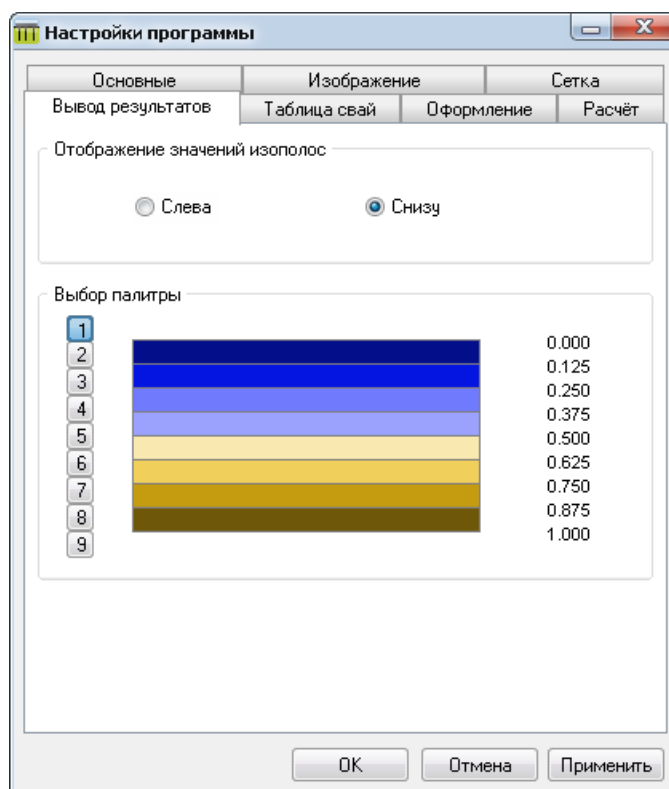 Настройки программы
Основные Изображение Сетка
Вывод результатов Таблица свай Оформление Расчёт
Отображение значений изополос
Слева Снизу
Выбор палитры
1
2
3
4
5
6
7
8
9
0.000
0.125
0.250
0.375
0.500
0.625
0.750
0.875
1.000
OK Отмена Применить